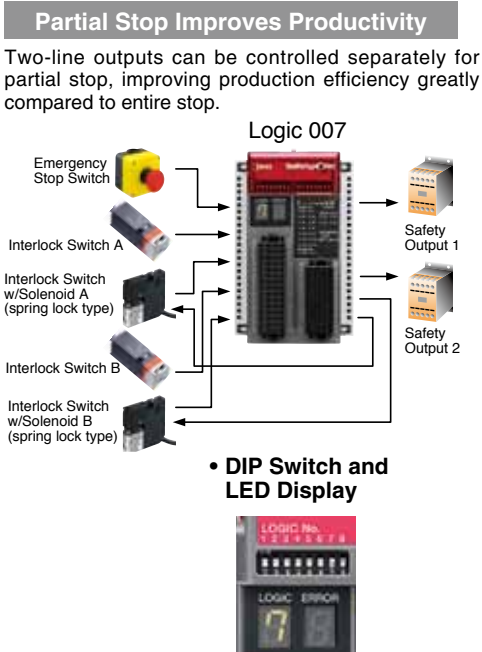 Partial Stop Improves Productivity
Two-line outputs can be controlled separately for
partial stop, improving production efficiency greatly
compared to entire stop.
Logic 007
Emergency
Stop Switch
Interlock Switch A
Interlock Switch
w/Solenoid A
(spring lock type)
Interlock Switch B
Interlock Switch
w/Solenoid B
(spring lock type)
Safety
Output 1
Safety
Output 2
• DIP Switch and
LED Display
LOGIC No.
1 2 3 4 5 6 7 8
LOGIC ERROR
7